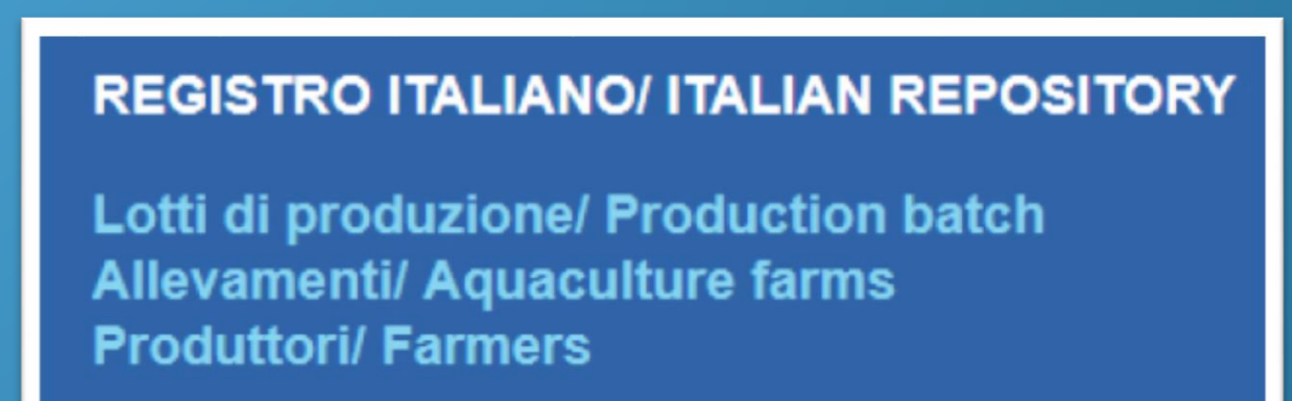 REGISTRO ITALIANO/ ITALIAN REPOSITORY
Lotti di produzione/ Production batch
Allevamenti/ Aquaculture farms
Produttori/ Farmers